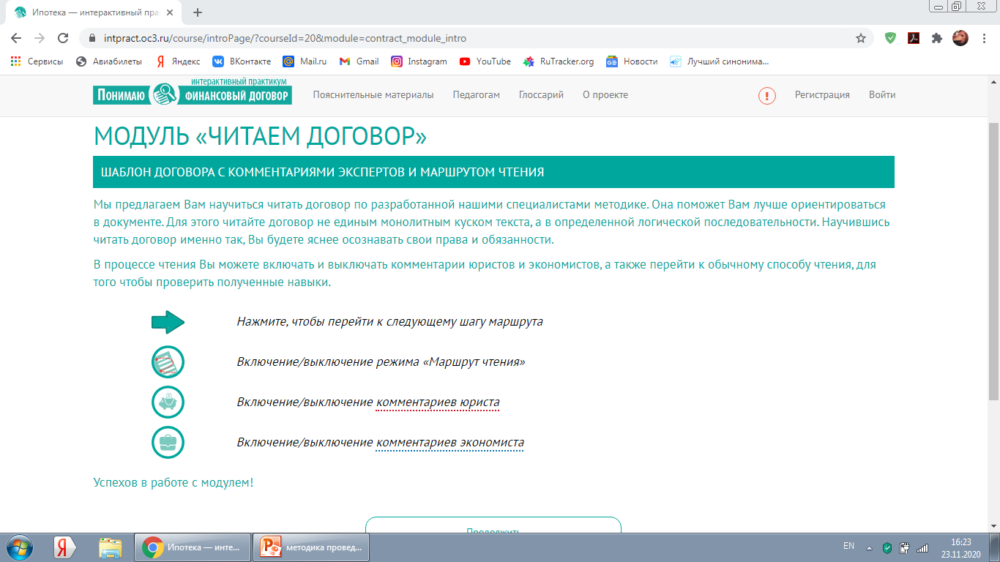 Ипотека — интерактивный пра
intpract.oc3.ru/course/introPage/?courseId=20&module=contract_module_intro
Сервисы Авиабилеты Яндекс ВКонтакте Mail.ru Gmail Instagram YouTube RuTracker.org Новости Лучший синонима...
интерактивный практикум
Понимаю финансовый договор
Пояснительные материалы Педагогам Глоссарий О проекте Регистрация Войти
МОДУЛЬ «ЧИТАЕМ ДОГОВОР»
ШАБЛОН ДОГОВОРА С КОММЕНТАРИЯМИ ЭКСПЕРТОВ И МАРШРУТОМ ЧТЕНИЯ
Мы предлагаем Вам научиться читать договор по разработанной нашими специалистами методике. Она поможет Вам лучше ориентироваться
в документе. Для этого читайте договор не единым монолитным куском текста, а в определенной логической последовательности. Научившись
читать договор именно так, Вы будете яснее осознавать свои права и обязанности.
В процессе чтения Вы можете включать и выключать комментарии юристов и экономистов, а также перейти к обычному способу чтения, для
того чтобы проверить полученные навыки.
Нажмите, чтобы перейти к следующему шагу маршрута
Включение/выключение режима «Маршрут чтения»
Включение/выключение комментариев юриста
Включение/выключение комментариев экономиста
Успехов в работе с модулем!
Продолжить
Ипотека — инте... методика провед... EN 16:23
23.11.2020